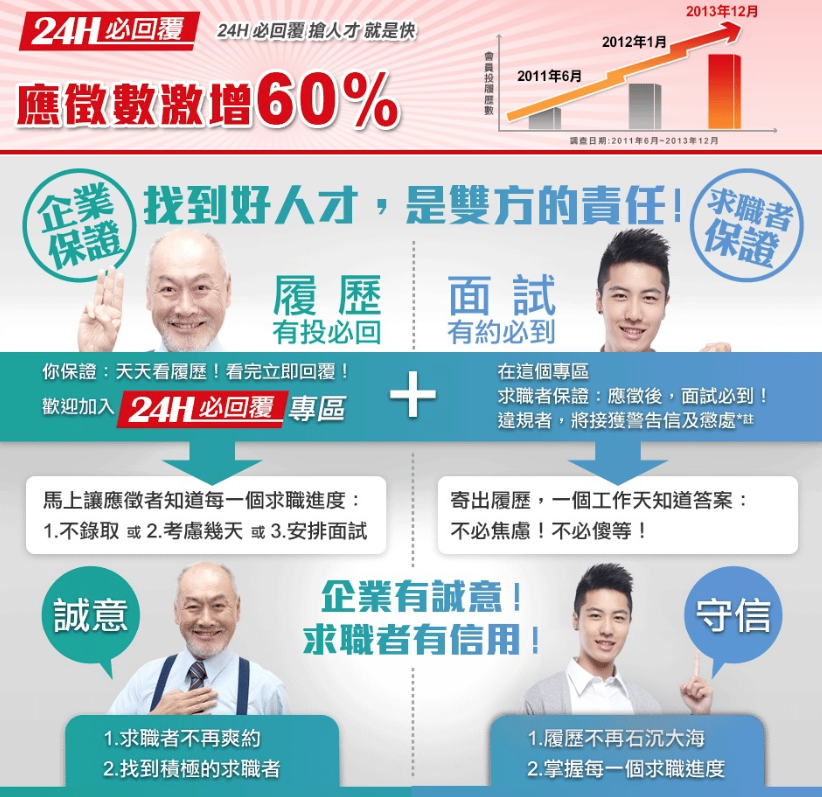 24H 必回覆
24H 必回覆 搶人才 就是快
應徵數激增60%
會員投履歷數
2011年6月
2012年1月
2013年12月
調查日期:2011年6月~2013年12月
企業
保證
找到好人才，是雙方的責任!
求職者
保證
履歷
有投必回
面試
有約必到
你保證：天天看履歷！看完立即回覆！
歡迎加入 24H 必回覆 專區
+
在這個專區
求職者保證：應徵後，面試必到！
違規者，將接獲警告信及懲處*註
馬上讓應徵者知道每一個求職進度：
1.不錄取 或 2.考慮幾天 或 3.安排面試
寄出履歷，一個工作天知道答案：
不必焦慮！不必傻等！
誠意
企業有誠意！
求職者有信用！
守信
1.求職者不再爽約
2.找到積極的求職者
1.履歷不再石沉大海
2.掌握每一個求職進度